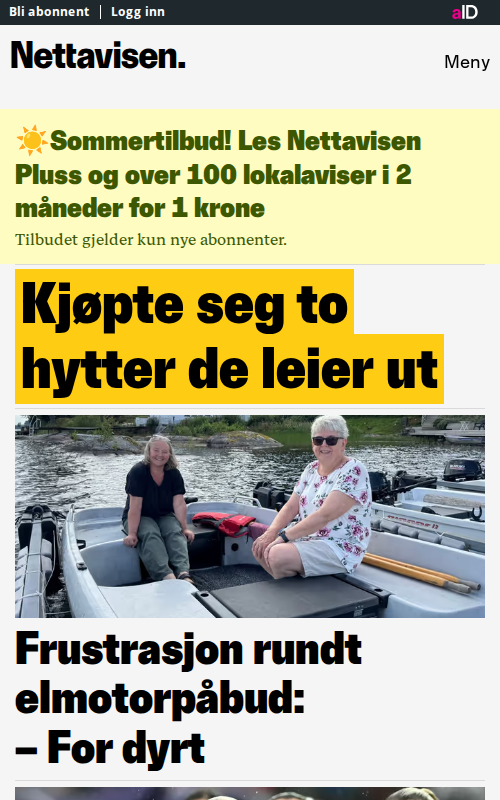 Bli abonnent
Logg inn
aID
Nettavisen.
Meny
☀️Sommertilbud! Les Nettavisen
Pluss og over 100 lokalaviser i 2
måneder for 1 krone
Tilbudet gjelder kun nye abonnenter.
Kjøpte seg to
hytter de leier ut
Frustrasjon rundt
elmotorpåbud:
– For dyrt